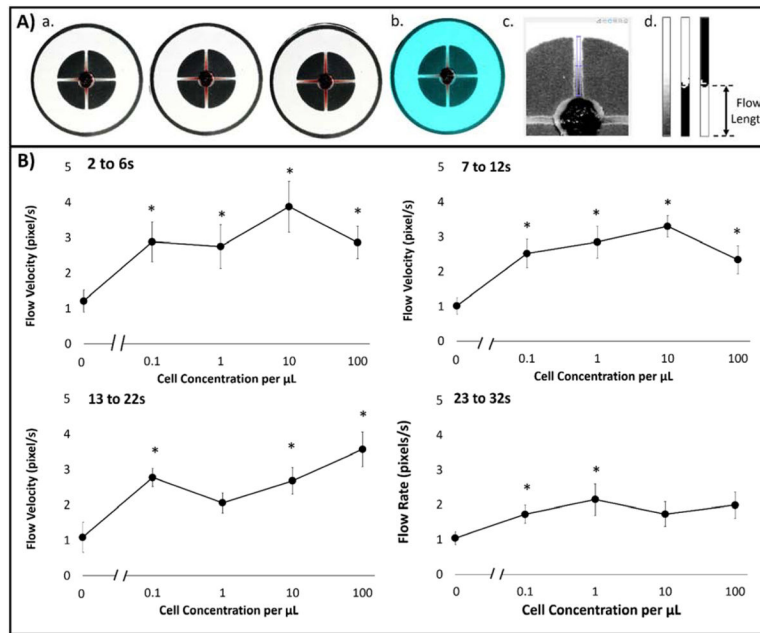 A) a. b. c. d.
Flow
Length
B)
2 to 6s
Flow Velocity (pixel/s)
5
4
3
2
1
0
0 0.1 1 10 100
Cell Concentration per µL
7 to 12s
Flow Velocity (pixel/s)
5
4
3
2
1
0
0 0.1 1 10 100
Cell Concentration per µL
13 to 22s
Flow Velocity (pixel/s)
5
4
3
2
1
0
0 0.1 1 10 100
Cell Concentration per µL
23 to 32s
Flow Rate (pixels/s)
5
4
3
2
1
0
0 0.1 1 10 100
Cell Concentration per µL